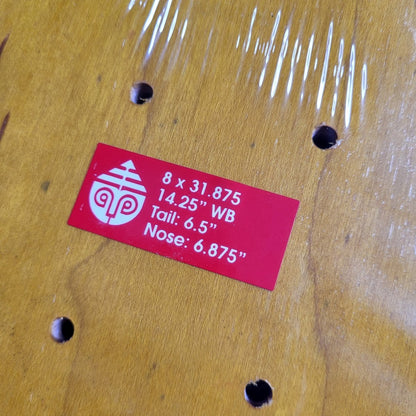 8 x 31.875
14.25" WB
Tail: 6.5"
Nose: 6.875"